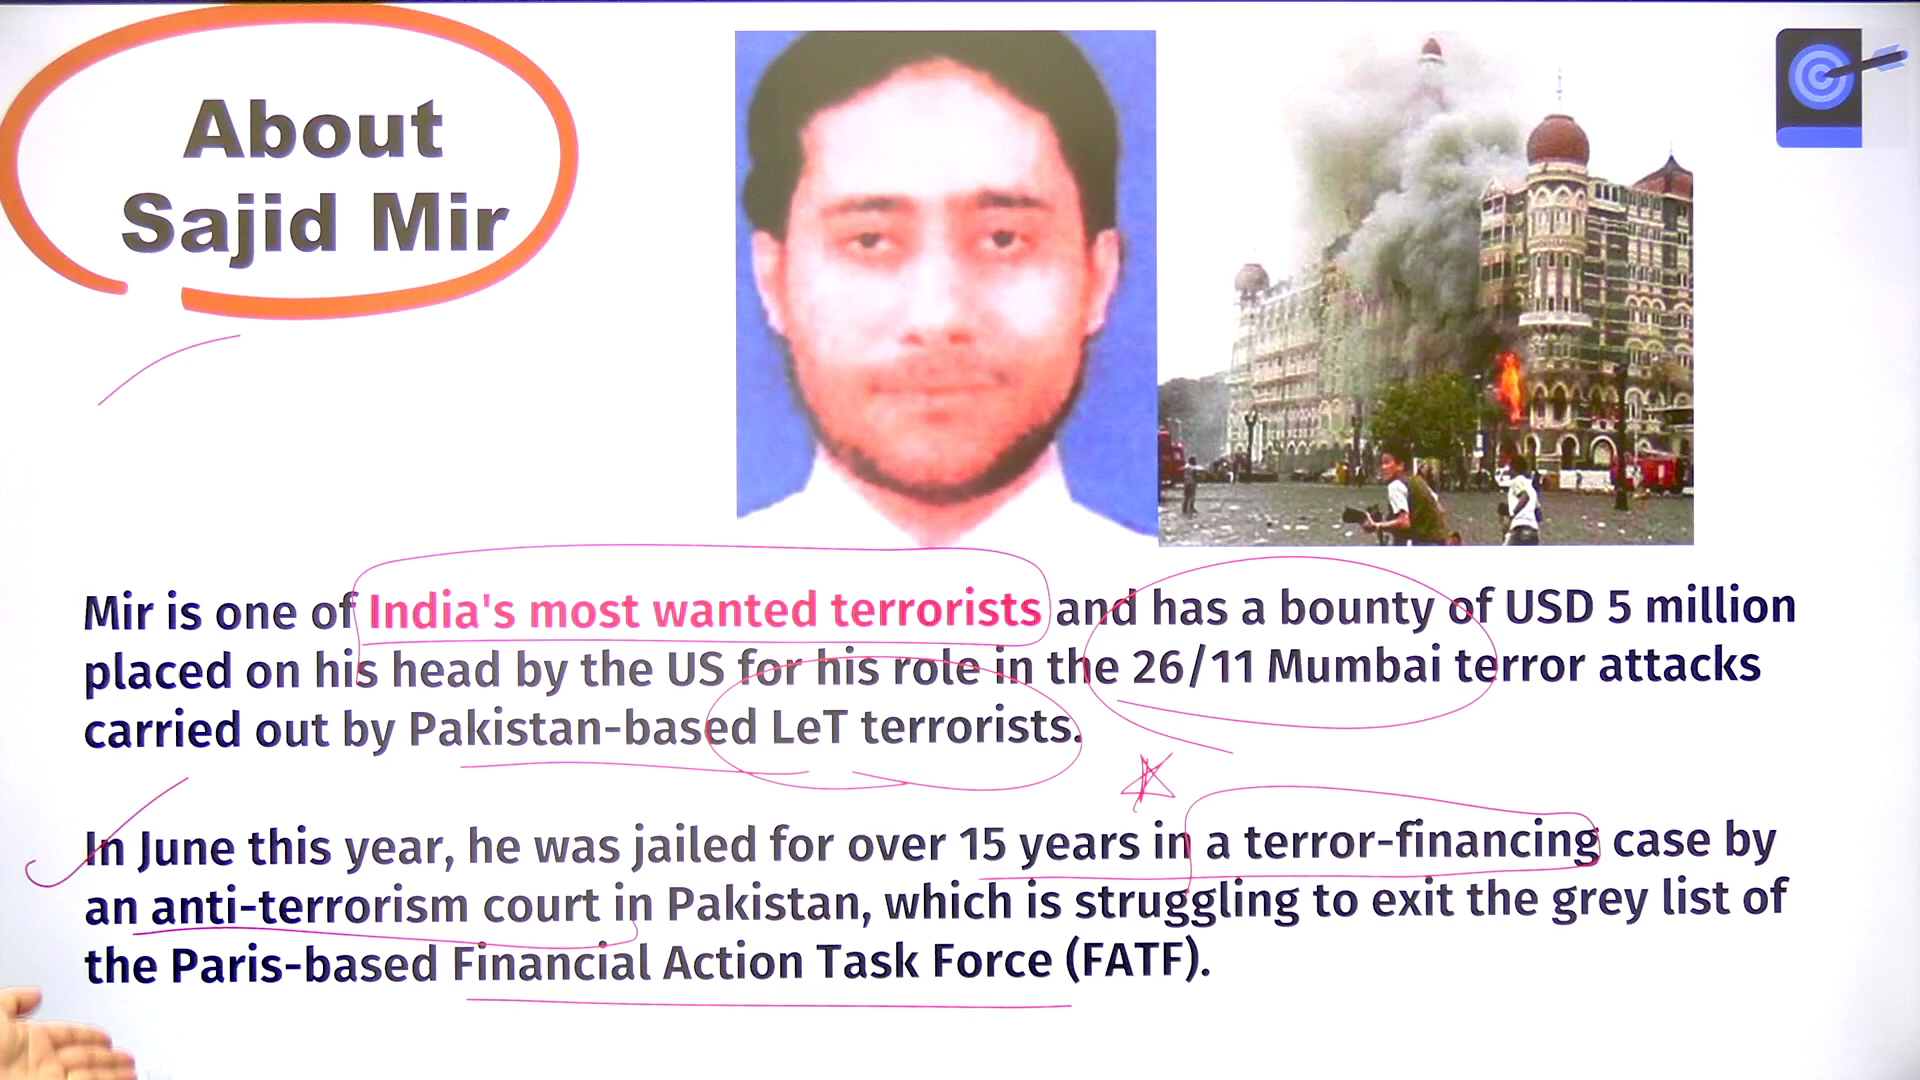 About
Sajid Mir
Mir is one of India's most wanted terrorists and has a bounty of USD 5 million
placed on his head by the US for his role in the 26/11 Mumbai terror attacks
carried out by Pakistan-based LeT terrorists.
In June this year, he was jailed for over 15 years in a terror-financing case by
an anti-terrorism court in Pakistan, which is struggling to exit the grey list of
the Paris-based Financial Action Task Force (FATF).